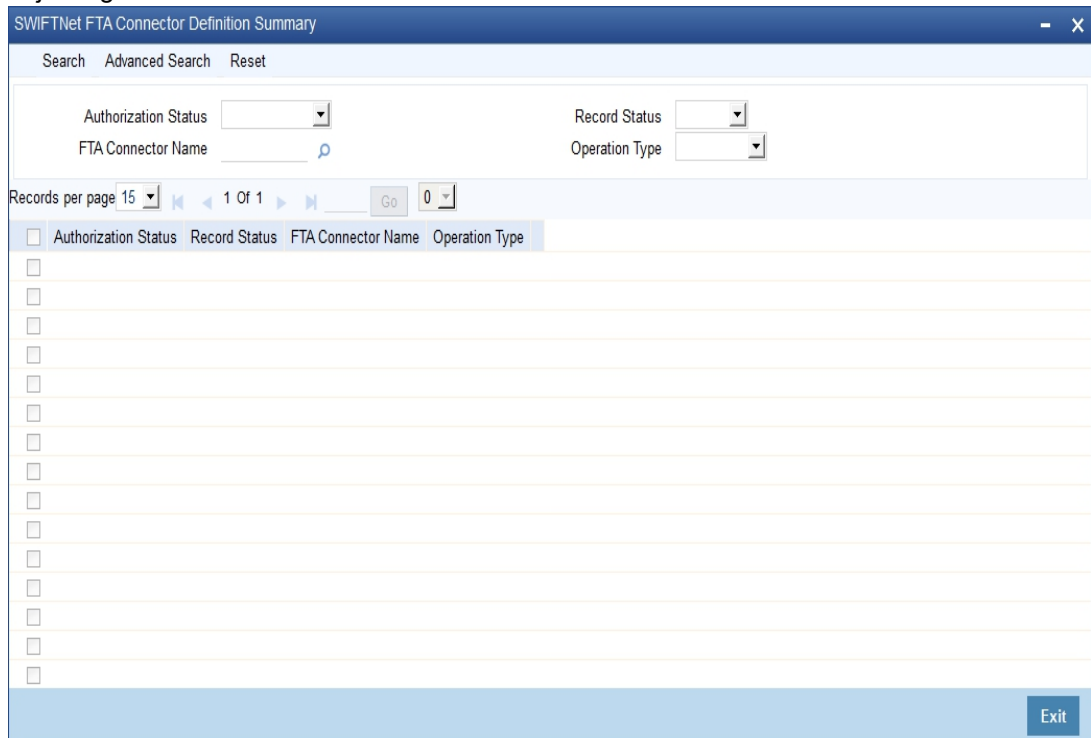 SWIFTNet FTA Connector Definition Summary
Search Advanced Search Reset
Authorization Status Record Status
FTA Connector Name Operation Type
Records per page 15 1 Of 1 Go 0
Authorization Status Record Status FTA Connector Name Operation Type
Exit